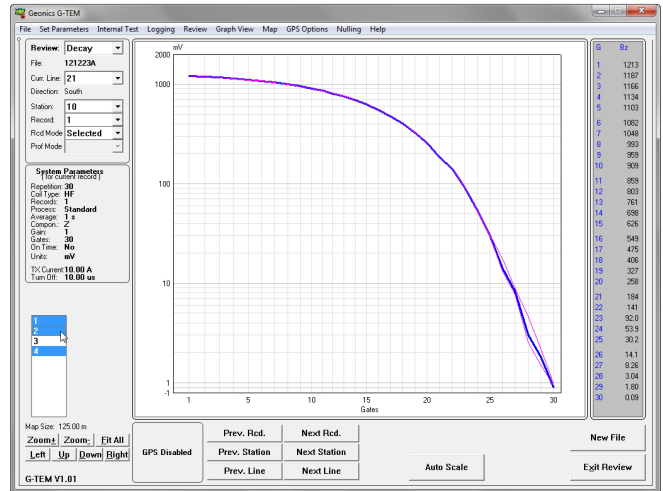 Geonics G-TEM
File Set Parameters Internal Test Logging Review Graph View Map GPS Options Nulling Help
Review: Decay
File: 121223A
Curr. Line: 21
Direction: South
Station: 10
Record: 1
Rcd Mode Selected
Prof Mode
System Parameters
( for current record )
Repetition: 30
Coil Type: HF
Records: 1
Process: Standard
Average: 1 s
Compon.: Z
Gain: 1
Gates: 30
On Time: No
Units: mV
TX Current: 10.00 A
Turn Off: 10.00 us
1
2
3
4
Map Size: 125.00 m
Zoom+ Zoom- Fit All
Left Up Down Right
G-TEM V1.01
mV
2000
1000
100
10
1
-1
1 5 10 15 20 25 30
Gates
GPS Disabled
Prev. Rcd. Next Rcd.
Prev. Station Next Station
Prev. Line Next Line
Auto Scale
G Bz
1 1213
2 1187
3 1166
4 1134
5 1103
6 1082
7 1048
8 993
9 959
10 909
11 859
12 803
13 761
14 698
15 626
16 549
17 475
18 406
19 327
20 258
21 184
22 141
23 92.0
24 53.9
25 30.2
26 14.1
27 8.26
28 3.04
29 1.80
30 0.09
New File
Exit Review